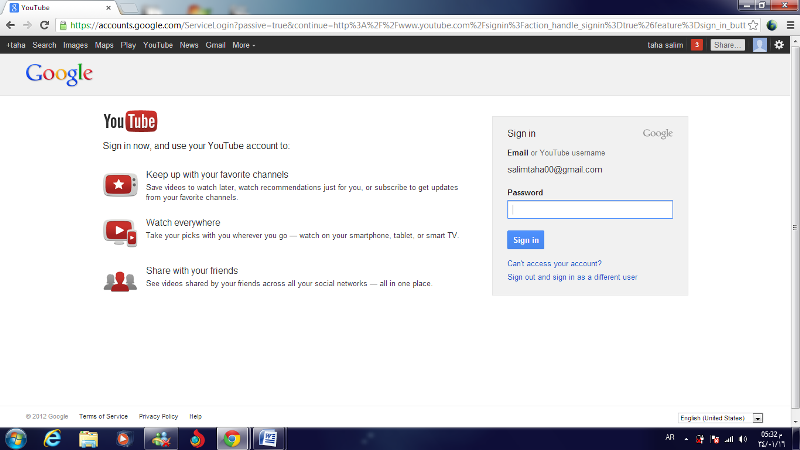 YouTube
https://accounts.google.com/ServiceLogin?passive=true&continue=http%3A%2F%2Fwww.youtube.com%2Fsignin%3Faction_handle_signin%3Dtrue%26feature%3Dsign_in_butt
+taha Search Images Maps Play YouTube News Gmail More
taha salim 3 Share...
Google
YouTube
Sign in now, and use your YouTube account to:
Keep up with your favorite channels
Save videos to watch later, watch recommendations just for you, or subscribe to get updates
from your favorite channels.
Watch everywhere
Take your picks with you wherever you go — watch on your smartphone, tablet, or smart TV.
Share with your friends
See videos shared by your friends across all your social networks — all in one place.
Sign in Google
Email or YouTube username
salimtaha00@gmail.com
Password
Sign in
Can't access your account?
Sign out and sign in as a different user
© 2012 Google Terms of Service Privacy Policy Help
English (United States)
AR
05:32 م
٣٤/٠١/١٦